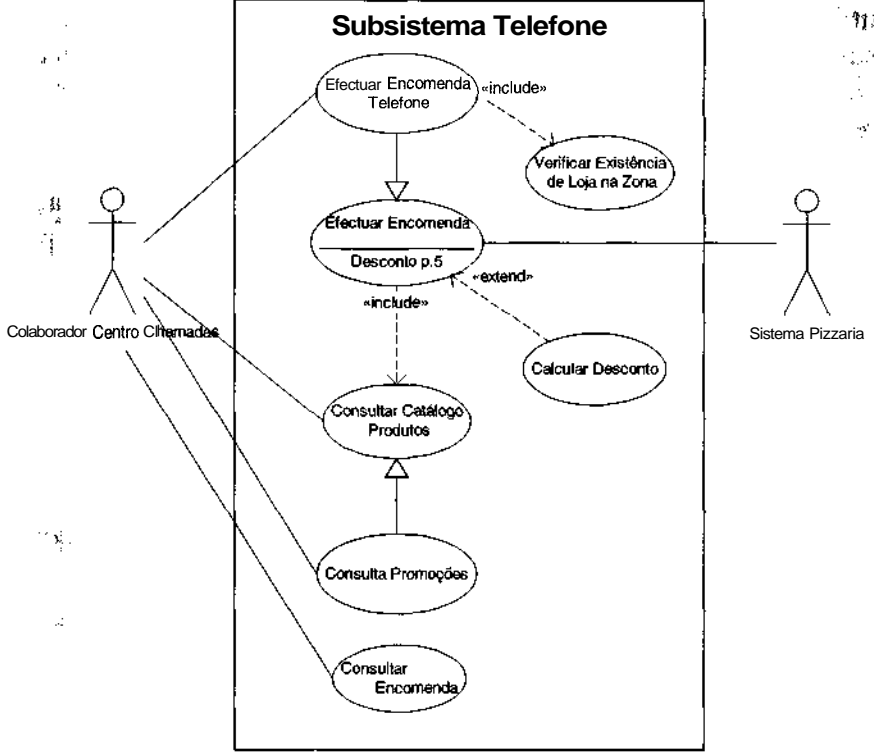 Subsistema Telefone
Efectuar Encomenda
Telefone
«include»
Verificar Existência
de Loja na Zona
Efectuar Encomenda
Desconto p.5
«extend»
«include»
Colaborador Centro
Sistema Pizzaria
Calcular Desconto
Consultar Catálogo
Produtos
Consulta Promoções
Consultar
Encomenda